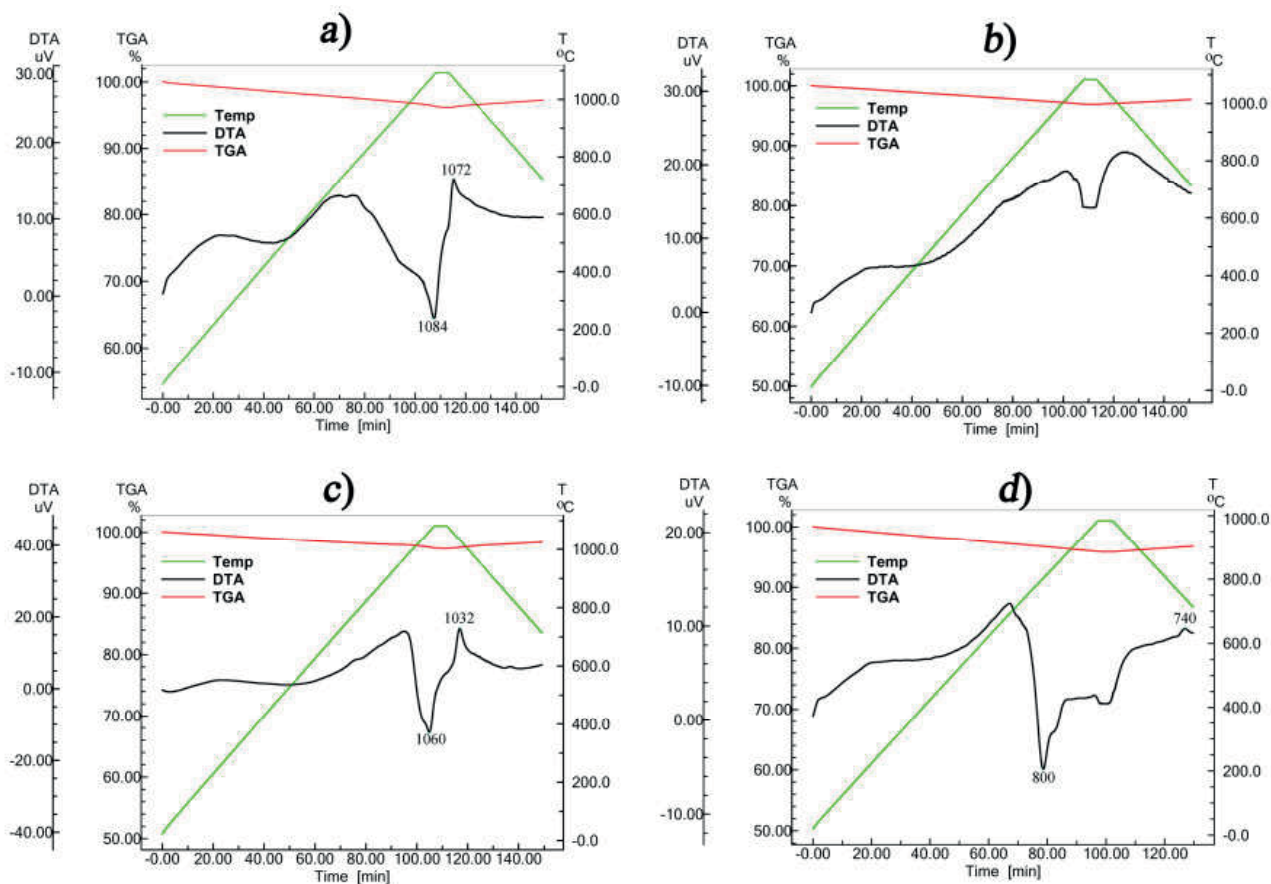 a)
DTA
uV
TGA
%
T
ºC
30.00
20.00
10.00
0.00
-10.00
100.00
90.00
80.00
70.00
60.00
1000.0
800.0
600.0
400.0
200.0
-0.0
Temp
DTA
TGA
1072
1084
-0.00 20.00 40.00 60.00 80.00 100.00 120.00 140.00
Time [min]
b)
DTA
uV
TGA
%
T
ºC
30.00
20.00
10.00
0.00
-10.00
100.00
90.00
80.00
70.00
60.00
50.00
1000.0
800.0
600.0
400.0
200.0
-0.0
Temp
DTA
TGA
-0.00 20.00 40.00 60.00 80.00 100.00 120.00 140.00
Time [min]
c)
DTA
uV
TGA
%
T
ºC
40.00
20.00
0.00
-20.00
-40.00
100.00
90.00
80.00
70.00
60.00
50.00
1000.0
800.0
600.0
400.0
200.0
-0.0
Temp
DTA
TGA
1032
1060
-0.00 20.00 40.00 60.00 80.00 100.00 120.00 140.00
Time [min]
d)
DTA
uV
TGA
%
T
ºC
20.00
10.00
0.00
-10.00
100.00
90.00
80.00
70.00
60.00
50.00
1000.0
800.0
600.0
400.0
200.0
-0.0
Temp
DTA
TGA
740
800
-0.00 20.00 40.00 60.00 80.00 100.00 120.00
Time [min]